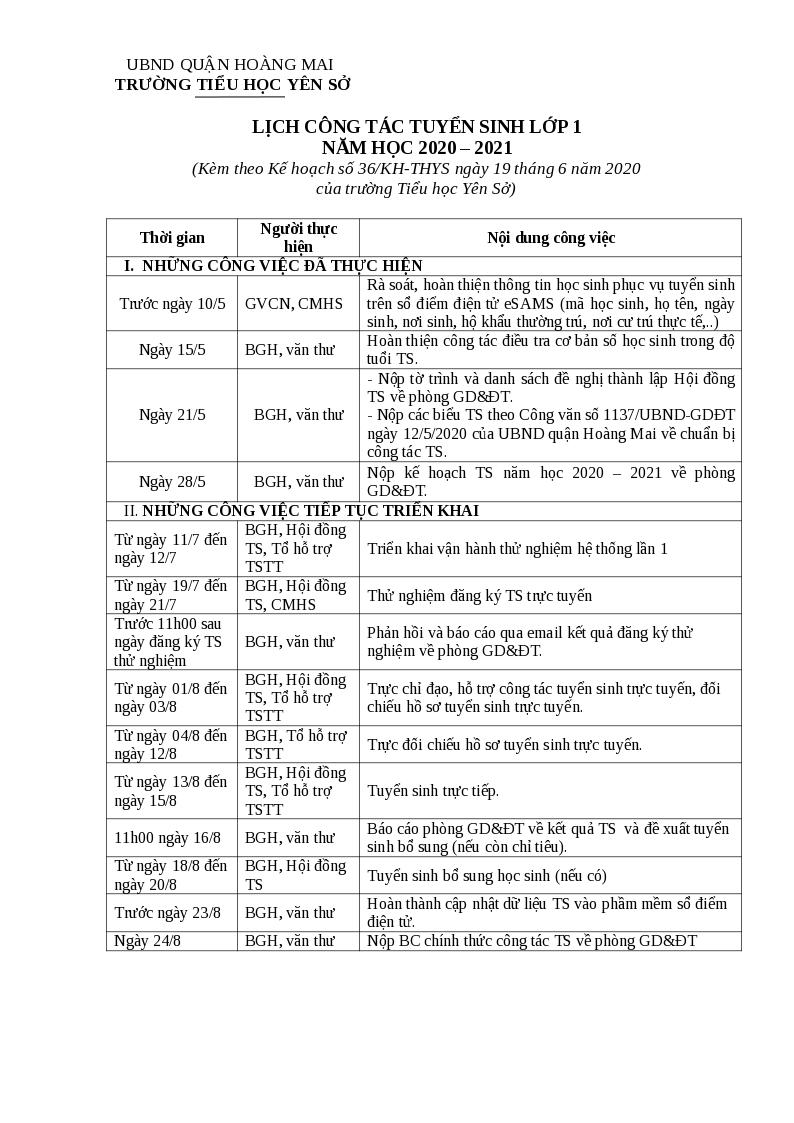 UBND QUẬN HOÀNG MAI
TRƯỜNG TIỂU HỌC YÊN SỞ
LỊCH CÔNG TÁC TUYỂN SINH LỚP 1
NĂM HỌC 2020 – 2021
(Kèm theo Kế hoạch số 36/KH-THYS ngày 19 tháng 6 năm 2020
của trường Tiểu học Yên Sở)
Thời gian
Người thực
hiện
Nội dung công việc
I. NHỮNG CÔNG VIỆC ĐÃ THỰC HIỆN
Trước ngày 10/5
GVCN, CMHS
Rà soát, hoàn thiện thông tin học sinh phục vụ tuyển sinh
trên sổ điểm điện tử eSAMS (mã học sinh, họ tên, ngày
sinh, nơi sinh, hộ khẩu thường trú, nơi cư trú thực tế,..)
Ngày 15/5
BGH, văn thư
Hoàn thiện công tác điều tra cơ bản số học sinh trong độ
tuổi TS.
Ngày 21/5
BGH, văn thư
- Nộp tờ trình và danh sách đề nghị thành lập Hội đồng
TS về phòng GD&ĐT.
- Nộp các biểu TS theo Công văn số 1137/UBND-GDĐT
ngày 12/5/2020 của UBND quận Hoàng Mai về chuẩn bị
công tác TS.
Ngày 28/5
BGH, văn thư
Nộp kế hoạch TS năm học 2020 – 2021 về phòng
GD&ĐT.
II. NHỮNG CÔNG VIỆC TIẾP TỤC TRIỂN KHAI
Từ ngày 11/7 đến
ngày 12/7
BGH, Hội đồng
TS, Tổ hỗ trợ
TSTT
Triển khai vận hành thử nghiệm hệ thống lần 1
Từ ngày 19/7 đến
ngày 21/7
BGH, Hội đồng
TS, CMHS
Thử nghiệm đăng ký TS trực tuyến
Trước 11h00 sau
ngày đăng ký TS
thử nghiệm
BGH, văn thư
Phản hồi và báo cáo qua email kết quả đăng ký thử
nghiệm về phòng GD&ĐT.
Từ ngày 01/8 đến
ngày 03/8
BGH, Hội đồng
TS, Tổ hỗ trợ
TSTT
Trực chỉ đạo, hỗ trợ công tác tuyển sinh trực tuyến, đối
chiếu hồ sơ tuyển sinh trực tuyến.
Từ ngày 04/8 đến
ngày 12/8
BGH, Tổ hỗ trợ
TSTT
Trực đối chiếu hồ sơ tuyển sinh trực tuyến.
Từ ngày 13/8 đến
ngày 15/8
BGH, Hội đồng
TS, Tổ hỗ trợ
TSTT
Tuyển sinh trực tiếp.
11h00 ngày 16/8
BGH, văn thư
Báo cáo phòng GD&ĐT về kết quả TS và đề xuất tuyển
sinh bổ sung (nếu còn chỉ tiêu).
Từ ngày 18/8 đến
ngày 20/8
BGH, Hội đồng
TS
Tuyển sinh bổ sung học sinh (nếu có)
Trước ngày 23/8
BGH, văn thư
Hoàn thành cập nhật dữ liệu TS vào phầm mềm sổ điểm
điện tử.
Ngày 24/8
BGH, văn thư
Nộp BC chính thức công tác TS về phòng GD&ĐT